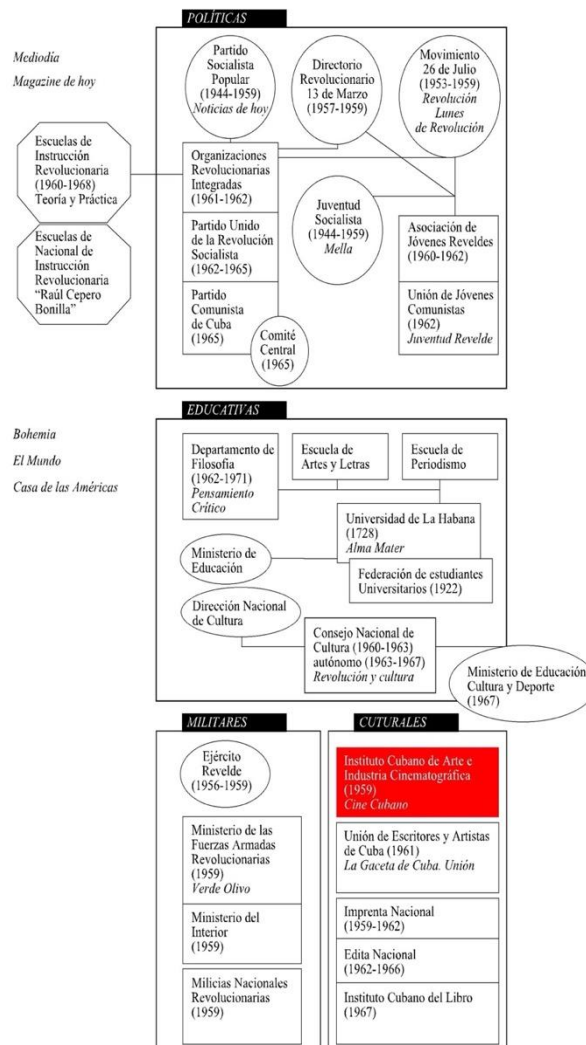 POLÍTICAS
Mediodía
Magazine de hoy
Partido
Socialista
Popular
(1944-1959)
Noticias de hoy
Directorio
Revolucionario
13 de Marzo
(1957-1959)
Movimiento
26 de Julio
(1953-1959)
Revolución
Lunes
de Revolución
Escuelas de
Instrucción
Revolucionaria
(1960-1968)
Teoría y Práctica
Escuelas de
Nacional de
Instrucción
Revolucionaria
"Raúl Cepero
Bonilla"
Organizaciones
Revolucionarias
Integradas
(1961-1962)
Partido Unido
de la Revolución
Socialista
(1962-1965)
Partido
Comunista
de Cuba
(1965)
Comité
Central
(1965)
Juventud
Socialista
(1944-1959)
Mella
Asociación de
Jóvenes Reveldes
(1960-1962)
Unión de Jóvenes
Comunistas
(1962)
Juventud Revelde
EDUCATIVAS
Bohemia
El Mundo
Casa de las Américas
Departamento de
Filosofía
(1962-1971)
Pensamiento
Crítico
Escuela de
Artes y Letras
Escuela de
Periodismo
Universidad de La Habana
(1728)
Alma Mater
Ministerio de
Educación
Federación de estudiantes
Universitarios (1922)
Dirección Nacional
de Cultura
Consejo Nacional de
Cultura (1960-1963)
autónomo (1963-1967)
Revolución y cultura
Ministerio de Educación
Cultura y Deporte
(1967)
MILITARES
Ejército
Revelde
(1956-1959)
Ministerio de las
Fuerzas Armadas
Revolucionarias
(1959)
Verde Olivo
Ministerio del
Interior
(1959)
Milicias Nacionales
Revolucionarias
(1959)
CUTURALES
Instituto Cubano de Arte e
Industria Cinematográfica
(1959)
Cine Cubano
Unión de Escritores y Artistas
de Cuba (1961)
La Gaceta de Cuba. Unión
Imprenta Nacional
(1959-1962)
Edita Nacional
(1962-1966)
Instituto Cubano del Libro
(1967)